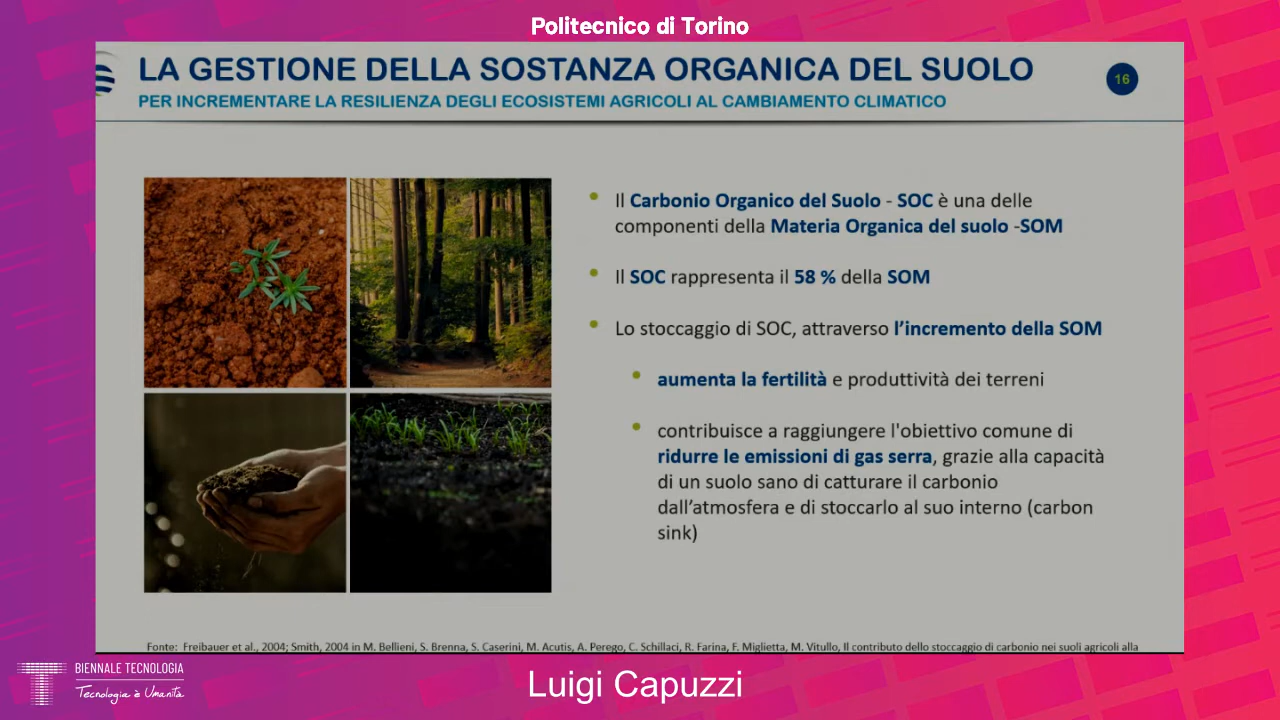 Politecnico di Torino
LA GESTIONE DELLA SOSTANZA ORGANICA DEL SUOLO
PER INCREMENTARE LA RESILIENZA DEGLI ECOSISTEMI AGRICOLI AL CAMBIAMENTO CLIMATICO
16
• Il Carbonio Organico del Suolo - SOC è una delle
componenti della Materia Organica del suolo -SOM
• Il SOC rappresenta il 58 % della SOM
• Lo stoccaggio di SOC, attraverso l’incremento della SOM
• aumenta la fertilità e produttività dei terreni
• contribuisce a raggiungere l'obiettivo comune di
ridurre le emissioni di gas serra, grazie alla capacità
di un suolo sano di catturare il carbonio
dall’atmosfera e di stoccarlo al suo interno (carbon
sink)
Fonte: Freibauer et al., 2004; Smith, 2004 in M. Bellieni, S. Brenna, S. Caserini, M. Acutis, A. Perego, C. Schillaci, R. Farina, F. Miglietta, M. Vitullo, Il contributo dello stoccaggio di carbonio nei suoli agricoli alla
BIENNALE TECNOLOGIA
Tecnologia è Umanità
Luigi Capuzzi